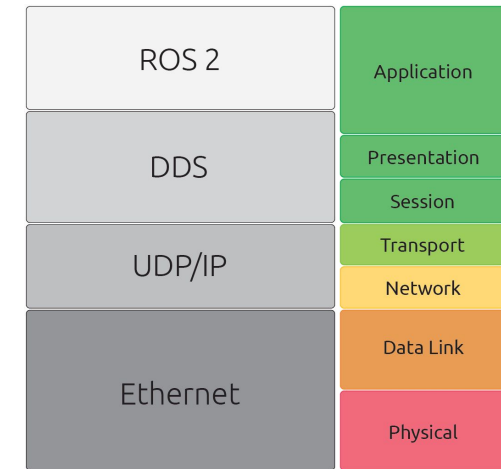 ROS 2
Application
DDS
Presentation
Session
UDP/IP
Transport
Network
Ethernet
Data Link
Physical